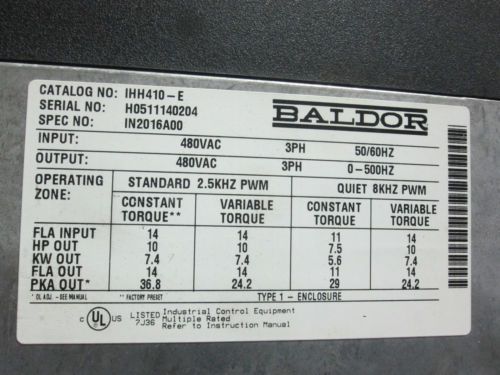 CATALOG NO: IHH410-E
SERIAL NO: H0511140204
SPEC NO: IN2016A00
BALDOR
INPUT: 480VAC 3PH 50/60HZ
OUTPUT: 480VAC 3PH 0-500HZ
OPERATING ZONE: STANDARD 2.5KHZ PWM QUIET 8KHZ PWM
CONSTANT TORQUE** VARIABLE TORQUE CONSTANT TORQUE VARIABLE TORQUE
FLA INPUT 14 14 11 14
HP OUT 10 10 7.5 10
KW OUT 7.4 7.4 5.6 7.4
FLA OUT 14 14 11 14
PKA OUT* 36.8 24.2 29 24.2
* OL ADJ. - SEE MANUAL ** FACTORY PRESET TYPE 1 - ENCLOSURE
c UL US LISTED 7J36 Industrial Control Equipment
Multiple Rated
Refer to Instruction Manual